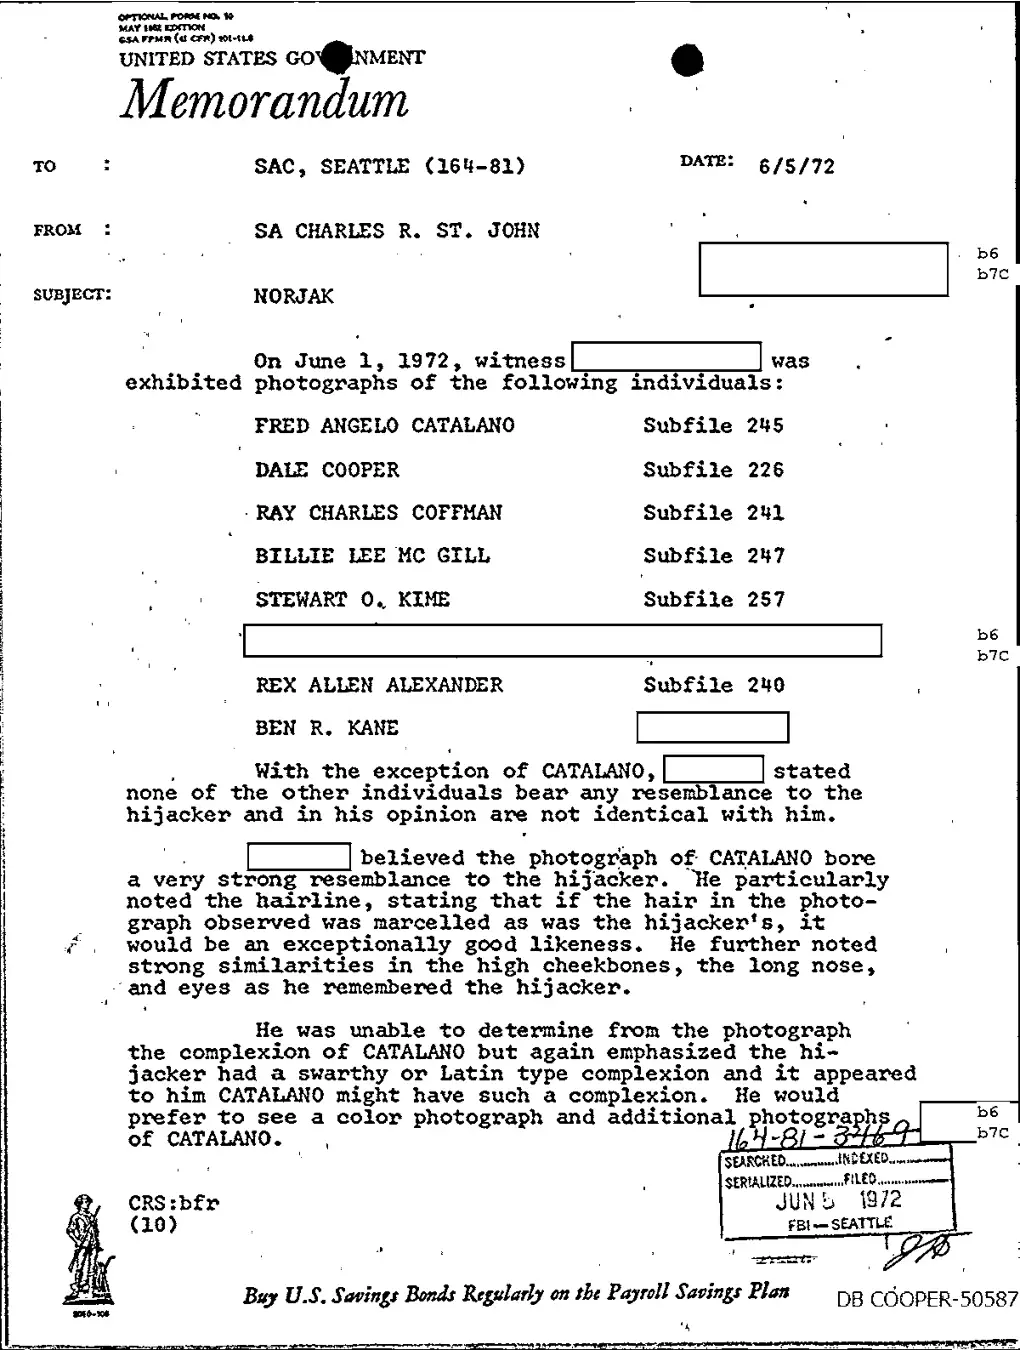 OPTIONAL FORM NO. 10
MAY 1962 EDITION
GSA FPMR (41 CFR) 101-11.6
UNITED STATES GO NMENT
Memorandum
TO : SAC, SEATTLE (164-81) DATE: 6/5/72
FROM : SA CHARLES R. ST. JOHN
b6
b7C
SUBJECT: NORJAK
On June 1, 1972, witness was
exhibited photographs of the following individuals:
FRED ANGELO CATALANO Subfile 245
DALE COOPER Subfile 226
RAY CHARLES COFFMAN Subfile 241
BILLIE LEE MC GILL Subfile 247
STEWART O. KIME Subfile 257
b6
b7C
REX ALLEN ALEXANDER Subfile 240
BEN R. KANE
With the exception of CATALANO, stated
none of the other individuals bear any resemblance to the
hijacker and in his opinion are not identical with him.
believed the photograph of CATALANO bore
a very strong resemblance to the hijacker. He particularly
noted the hairline, stating that if the hair in the photo-
graph observed was marcelled as was the hijacker's, it
would be an exceptionally good likeness. He further noted
strong similarities in the high cheekbones, the long nose,
and eyes as he remembered the hijacker.
He was unable to determine from the photograph
the complexion of CATALANO but again emphasized the hi-
jacker had a swarthy or Latin type complexion and it appeared
to him CATALANO might have such a complexion. He would
prefer to see a color photograph and additional photographs
of CATALANO.
b6
b7C
164-81-3469
SEARCHED..............INDEXED..............
SERIALIZED..............FILED..............
JUN 5 1972
FBI—SEATTLE
CRS:bfr
(10)
Buy U.S. Savings Bonds Regularly on the Payroll Savings Plan
DB COOPER-50587